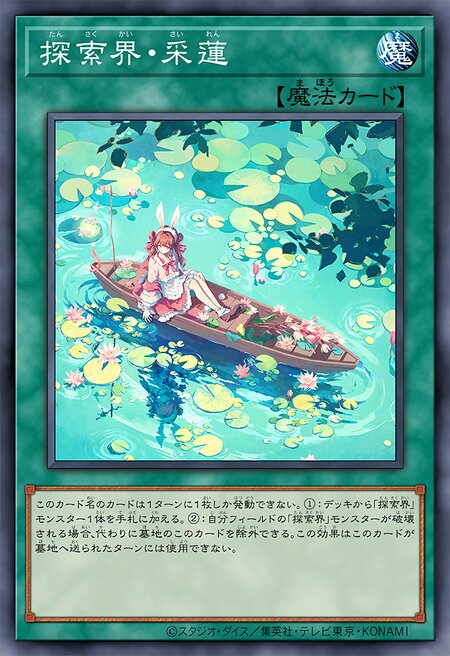 探索界・采蓮
魔
【魔法カード】
このカード名のカードは1ターンに1枚しか発動できない。①:デッキから「探索界」
モンスター1体を手札に加える。②:自分フィールドの「探索界」モンスターが破壊
される場合、代わりに墓地のこのカードを除外できる。この効果はこのカードが
墓地へ送られたターンには使用できない。
©スタジオ・ダイス/集英社・テレビ東京・KONAMI